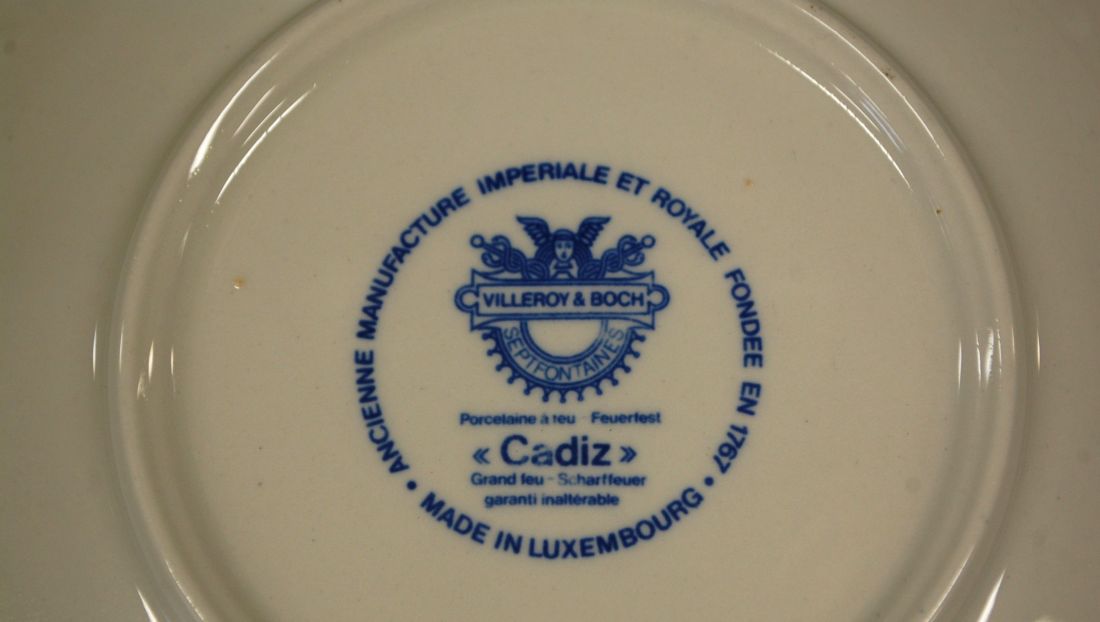 ANCIENNE MANUFACTURE IMPERIALE ET ROYALE FONDEE EN 1767
VILLEROY & BOCH
SEPTFONTAINES
Porcelaine à feu - Feuerfest
« Cadiz »
Grand feu - Scharffeuer
garanti inaltérable
• MADE IN LUXEMBOURG •